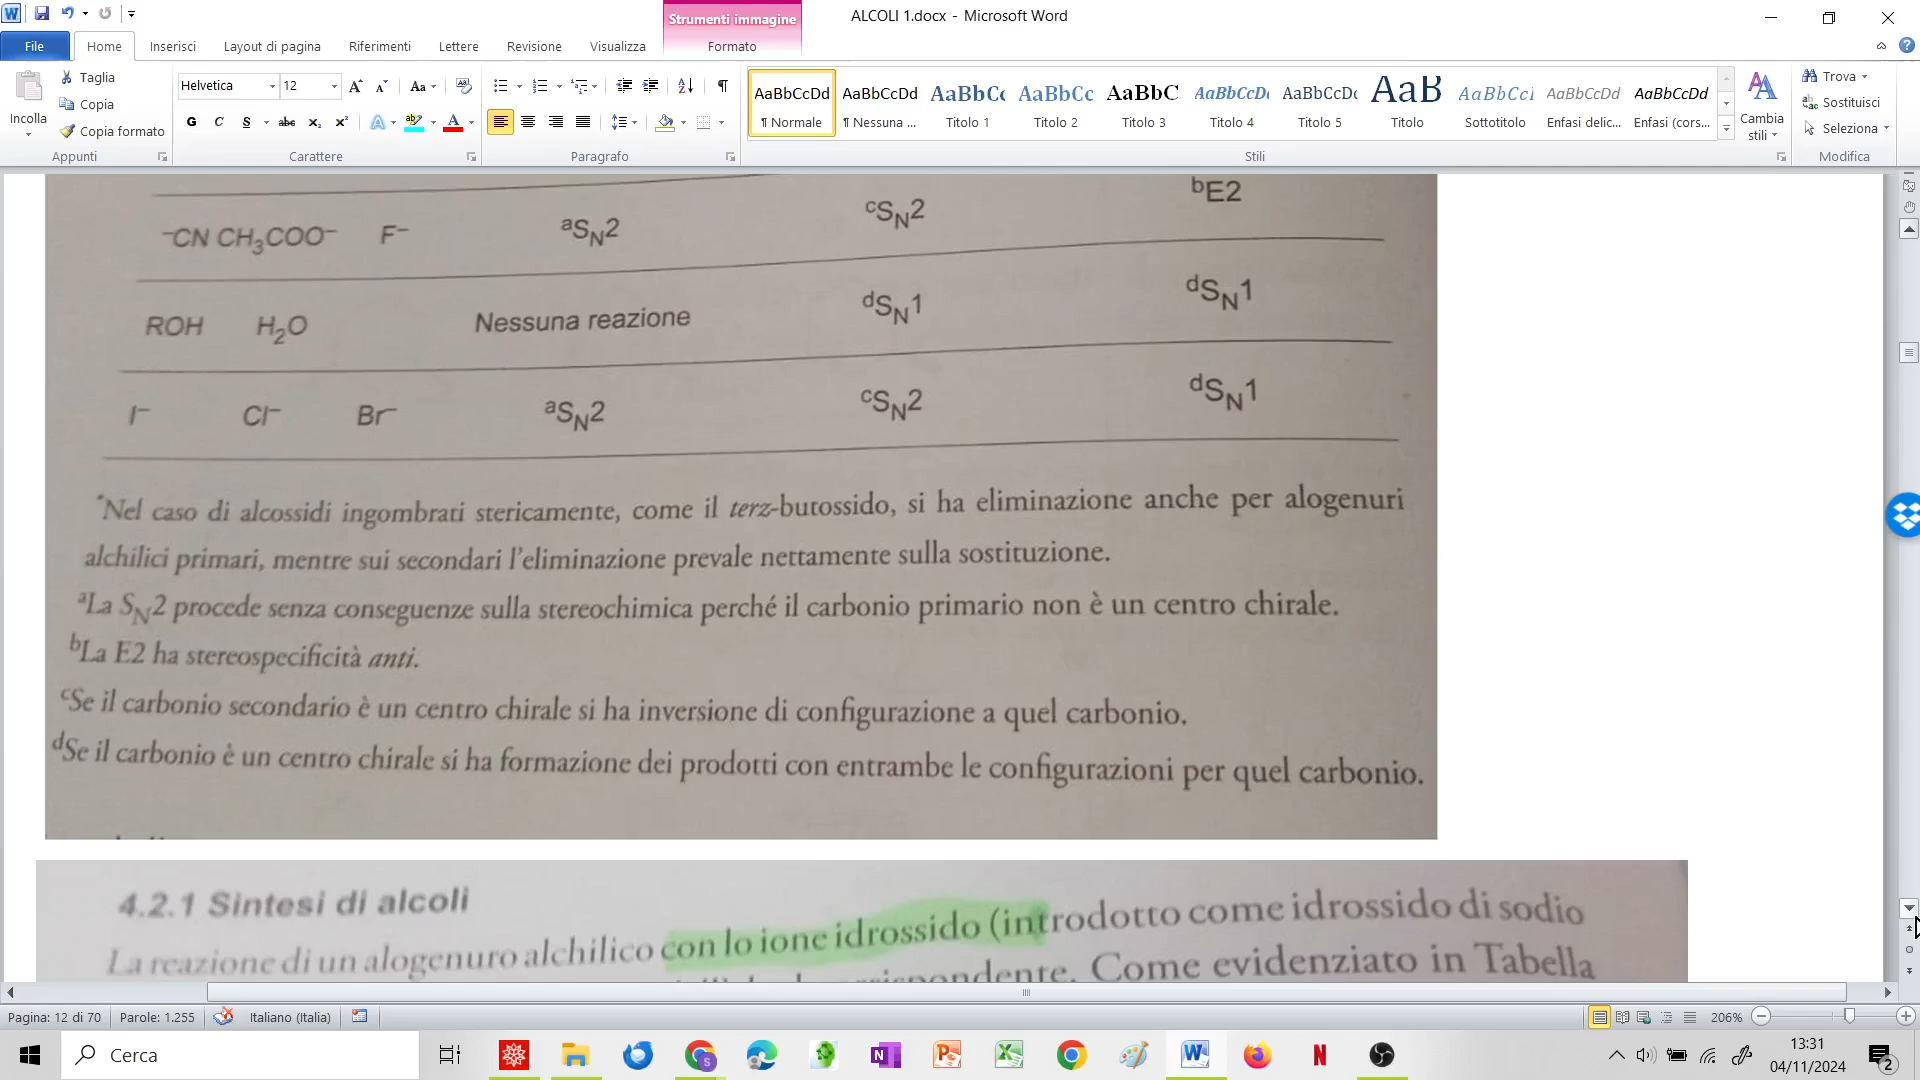 Strumenti immagine
ALCOLI 1.docx - Microsoft Word
File Home Inserisci Layout di pagina Riferimenti Lettere Revisione Visualizza Formato
Taglia
Copia
Copia formato
Incolla
Helvetica 12
G C S abc x₂ x²
AaBbCcDd AaBbCcDd AaBbCc AaBbCc AaBbC AaBbCcDd AaBbCcDc AaB AaBbCcI AaBbCcDd AaBbCcDd
¶ Normale ¶ Nessuna ... Titolo 1 Titolo 2 Titolo 3 Titolo 4 Titolo 5 Titolo Sottotitolo Enfasi delic... Enfasi (cors...
Cambia
stili
Trova
Sostituisci
Seleziona
Appunti Carattere Paragrafo Stili Modifica
ᵇE2
⁻CN CH₃COO⁻ F⁻ ᵃSN2 ᶜSN2
ROH H₂O Nessuna reazione ᵈSN1 ᵈSN1
I⁻ Cl⁻ Br⁻ ᵃSN2 ᶜSN2 ᵈSN1
*Nel caso di alcossidi ingombrati stericamente, come il terz-butossido, si ha eliminazione anche per alogenuri
alchilici primari, mentre sui secondari l'eliminazione prevale nettamente sulla sostituzione.
ᵃLa SN2 procede senza conseguenze sulla stereochimica perché il carbonio primario non è un centro chirale.
ᵇLa E2 ha stereospecificità anti.
ᶜSe il carbonio secondario è un centro chirale si ha inversione di configurazione a quel carbonio.
ᵈSe il carbonio è un centro chirale si ha formazione dei prodotti con entrambe le configurazioni per quel carbonio.
4.2.1 Sintesi di alcoli
La reazione di un alogenuro alchilico con lo ione idrossido (introdotto come idrossido di sodio
Come evidenziato in Tabella
Pagina: 12 di 70 Parole: 1.255 Italiano (Italia) 206%
Cerca
13:31
04/11/2024
2